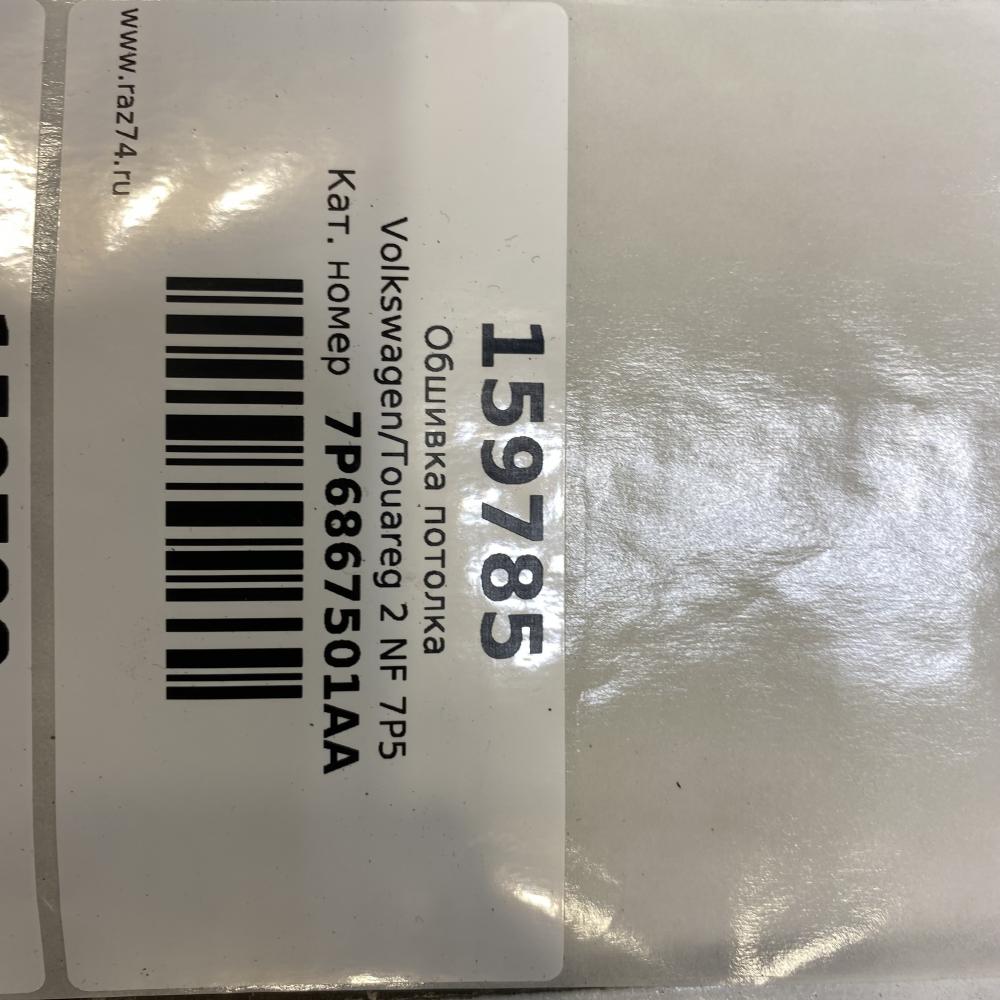 159785
Обшивка потолка
Volkswagen/Touareg 2 NF 7P5
Кат. номер 7P6867501AA
www.raz74.ru